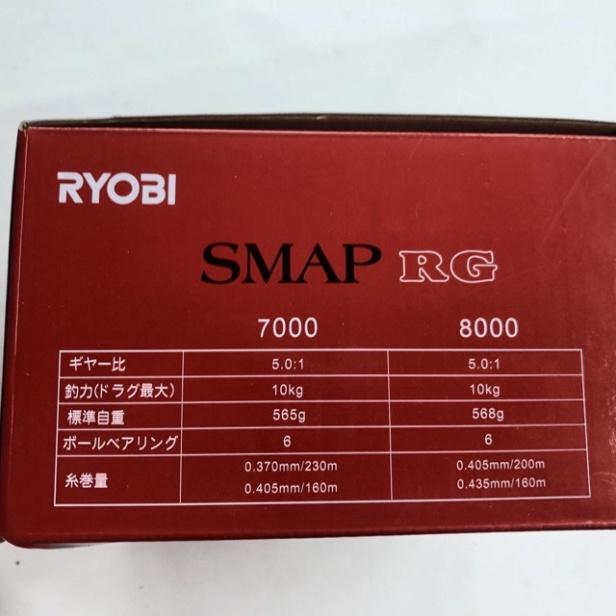 RYOBI
SMAP RG
7000 8000
ギヤー比 5.0:1 5.0:1
釣力(ドラグ最大) 10kg 10kg
標準自重 565g 568g
ボールベアリング 6 6
糸巻量 0.370mm/230m 0.405mm/200m
0.405mm/160m 0.435mm/160m